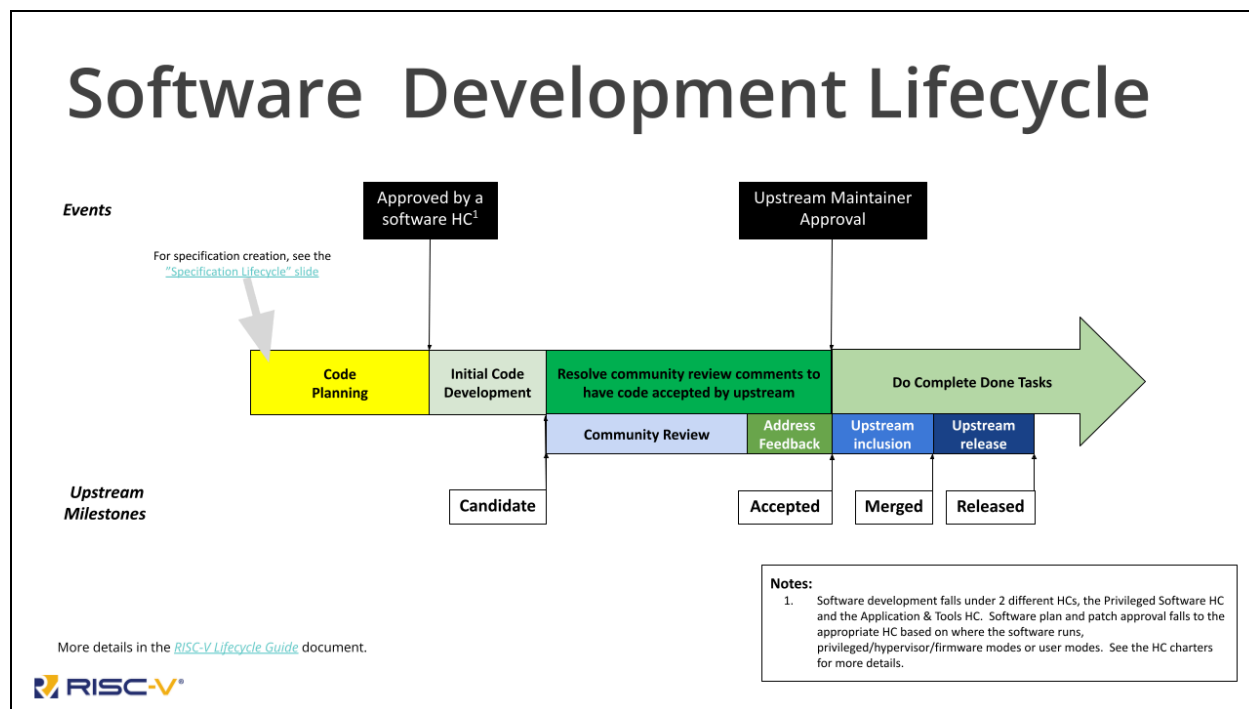 Software  Development Lifecycle
Events
Approved by a
software HC1
Upstream Maintainer
Approval
For specification creation, see the
"Specification Lifecycle" slide
Code
Planning
Initial Code
Development
Resolve community review comments to
have code accepted by upstream
Do Complete Done Tasks
Community Review
Address
Feedback
Upstream
inclusion
Upstream
release
Upstream
Milestones
Candidate
Accepted
Merged
Released
Notes:
1. Software development falls under 2 different HCs, the Privileged Software HC
and the Application & Tools HC.  Software plan and patch approval falls to the
appropriate HC based on where the software runs,
privileged/hypervisor/firmware modes or user modes.  See the HC charters
for more details.
More details in the RISC-V Lifecycle Guide document.
RISC-V®